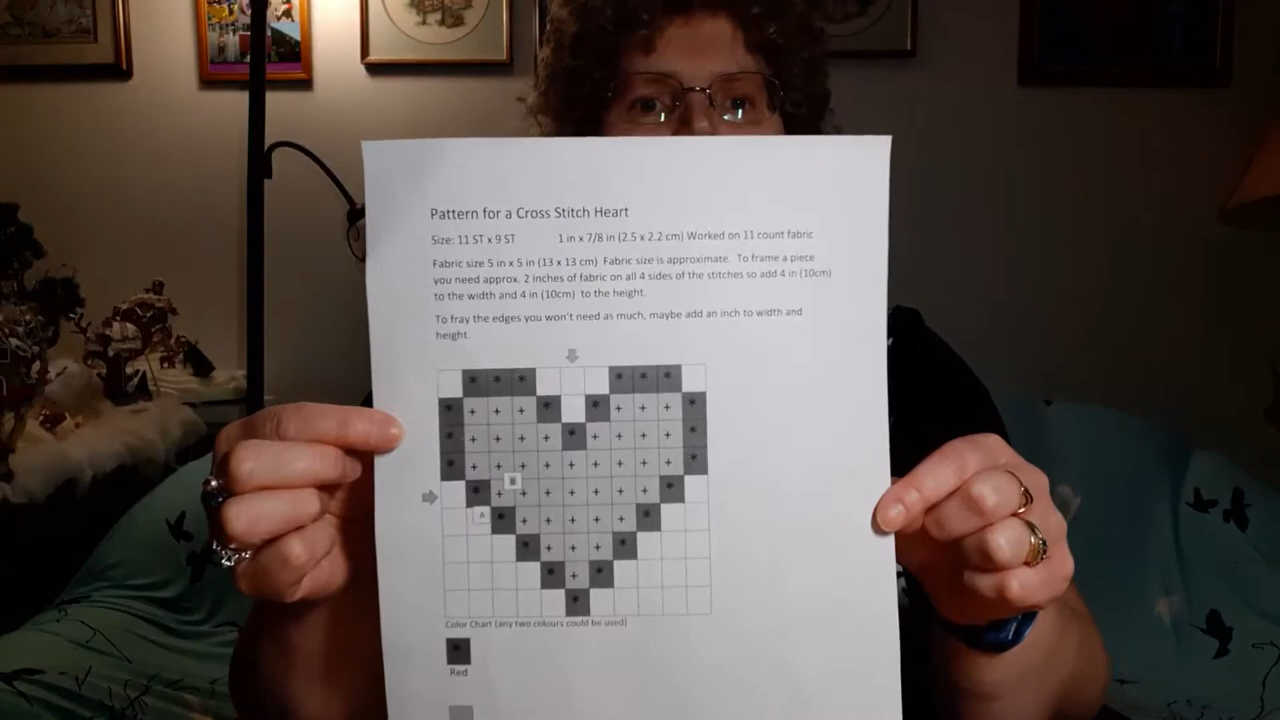 Pattern for a Cross Stitch Heart
Size: 11 ST x 9 ST 1 in x 7/8 in (2.5 x 2.2 cm) Worked on 11 count fabric
Fabric size 5 in x 5 in (13 x 13 cm) Fabric size is approximate. To frame a piece
you need approx. 2 inches of fabric on all 4 sides of the stitches so add 4 in (10cm)
to the width and 4 in (10cm) to the height.
To fray the edges you won't need as much, maybe add an inch to width and
height.
A
Color Chart (any two colours could be used)
Red